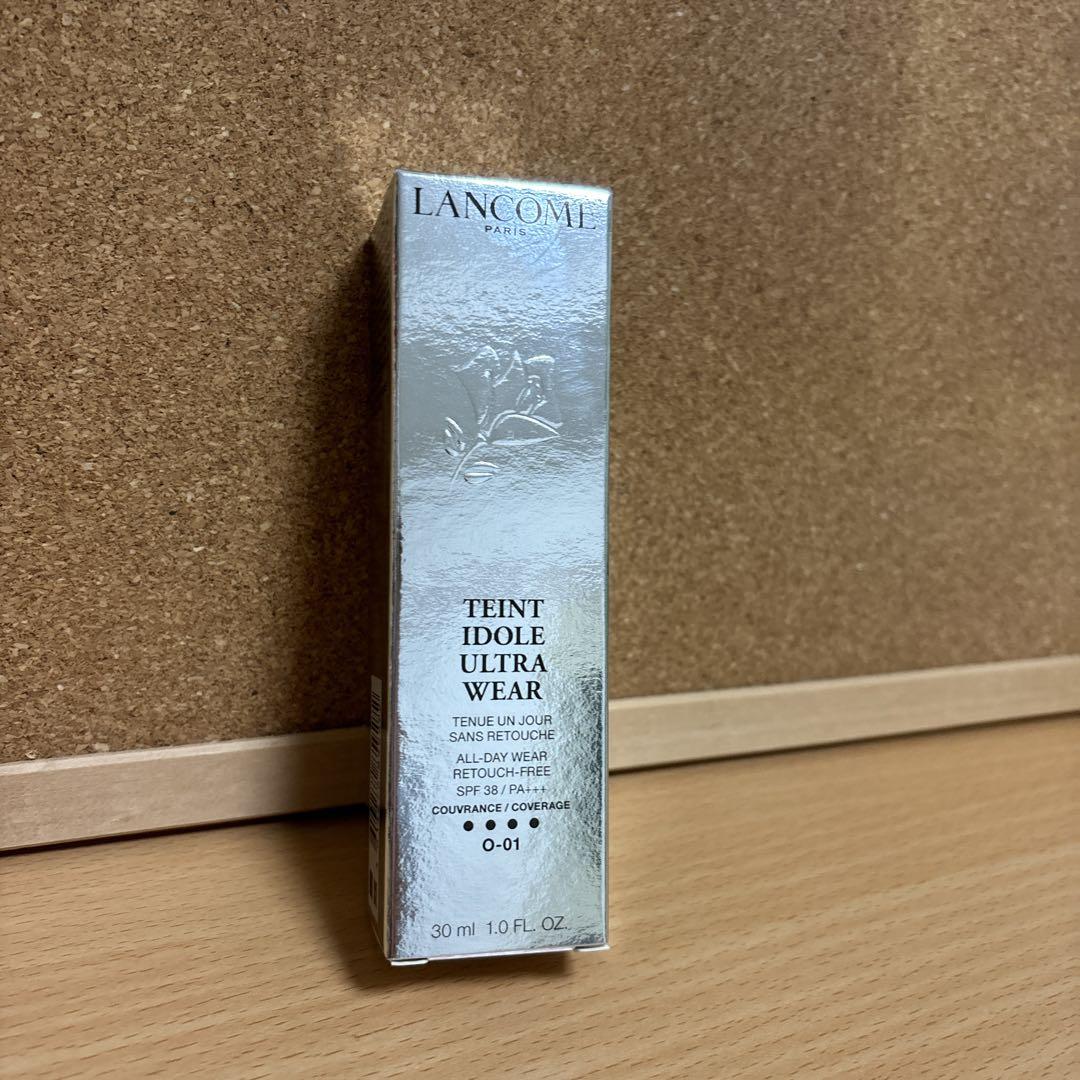 LANCÔME
PARIS
TEINT
IDOLE
ULTRA
WEAR
TENUE UN JOUR
SANS RETOUCHE
ALL-DAY WEAR
RETOUCH-FREE
SPF 38 / PA+++
COUVRANCE / COVERAGE
O-01
30 ml 1.0 FL. OZ.